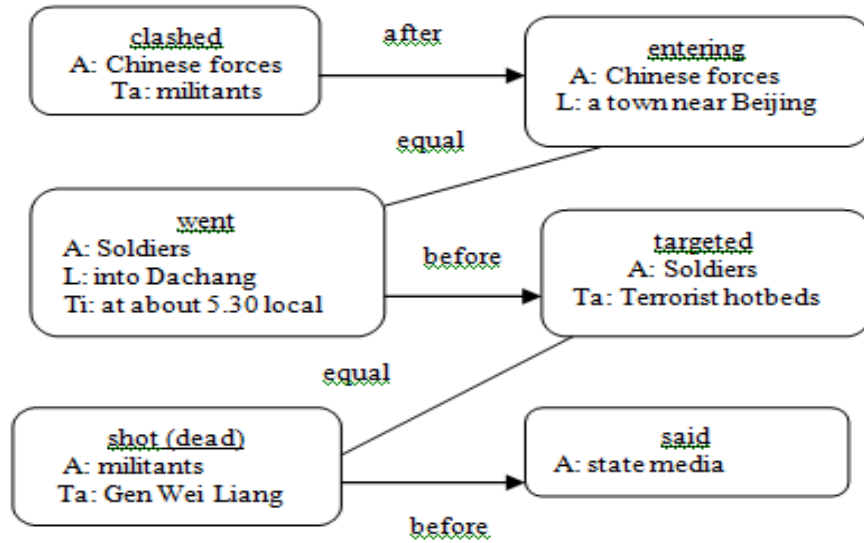 clashed
A: Chinese forces
Ta: militants
after
entering
A: Chinese forces
L: a town near Beijing
equal
went
A: Soldiers
L: into Dachang
Ti: at about 5.30 local
before
targeted
A: Soldiers
Ta: Terrorist hotbeds
equal
shot (dead)
A: militants
Ta: Gen Wei Liang
before
said
A: state media